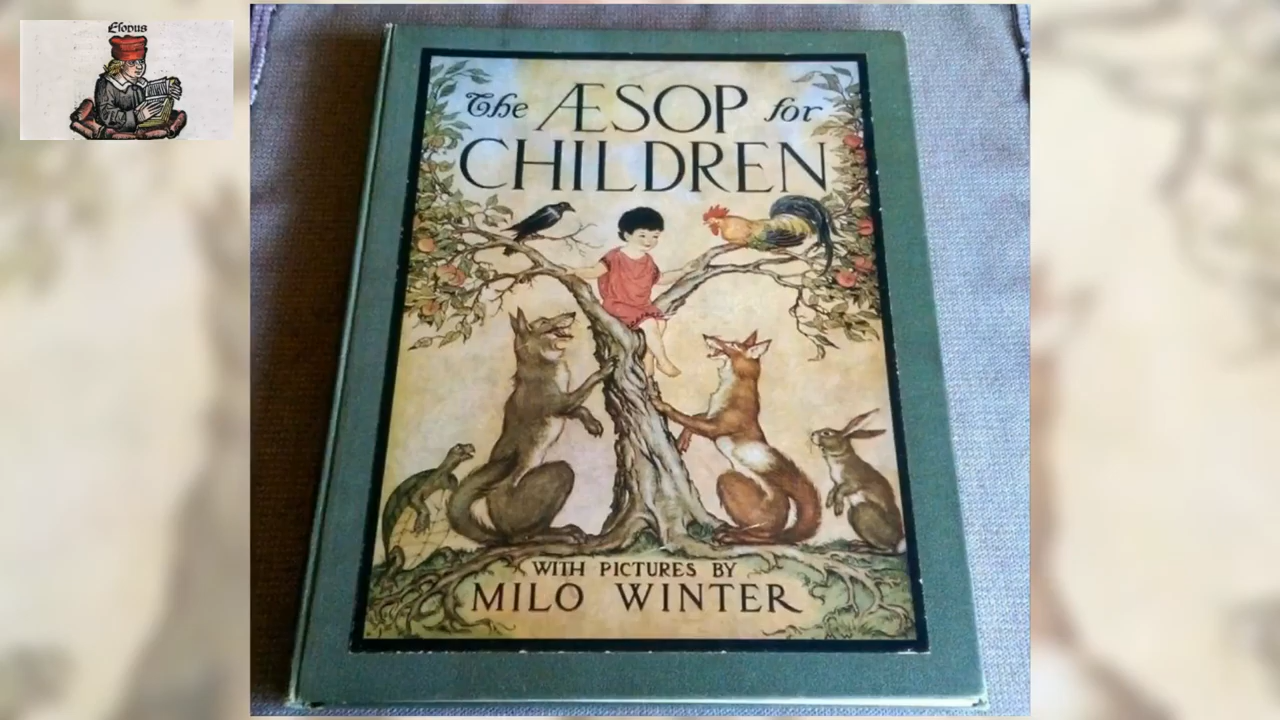 Esopus
The ÆSOP for
CHILDREN
WITH PICTURES BY
MILO WINTER